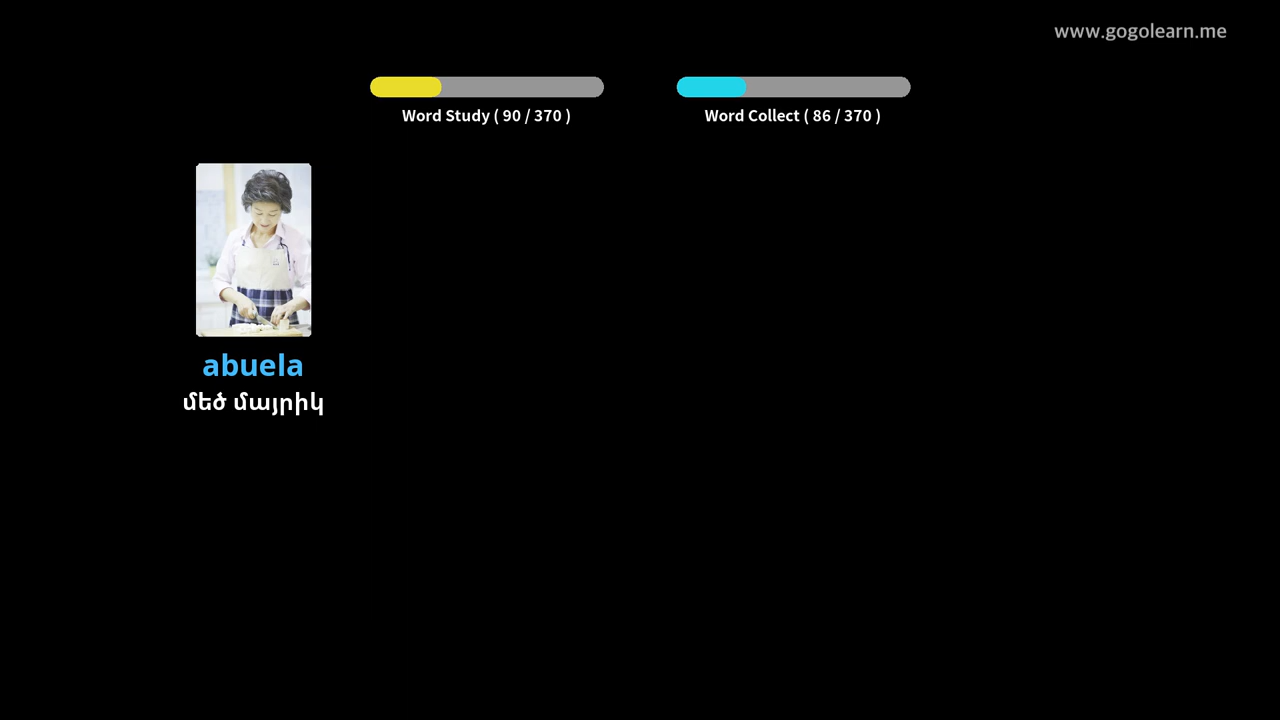 www.gogolearn.me
Word Study ( 90 / 370 )
Word Collect ( 86 / 370 )
abuela
մեծ մայրիկ